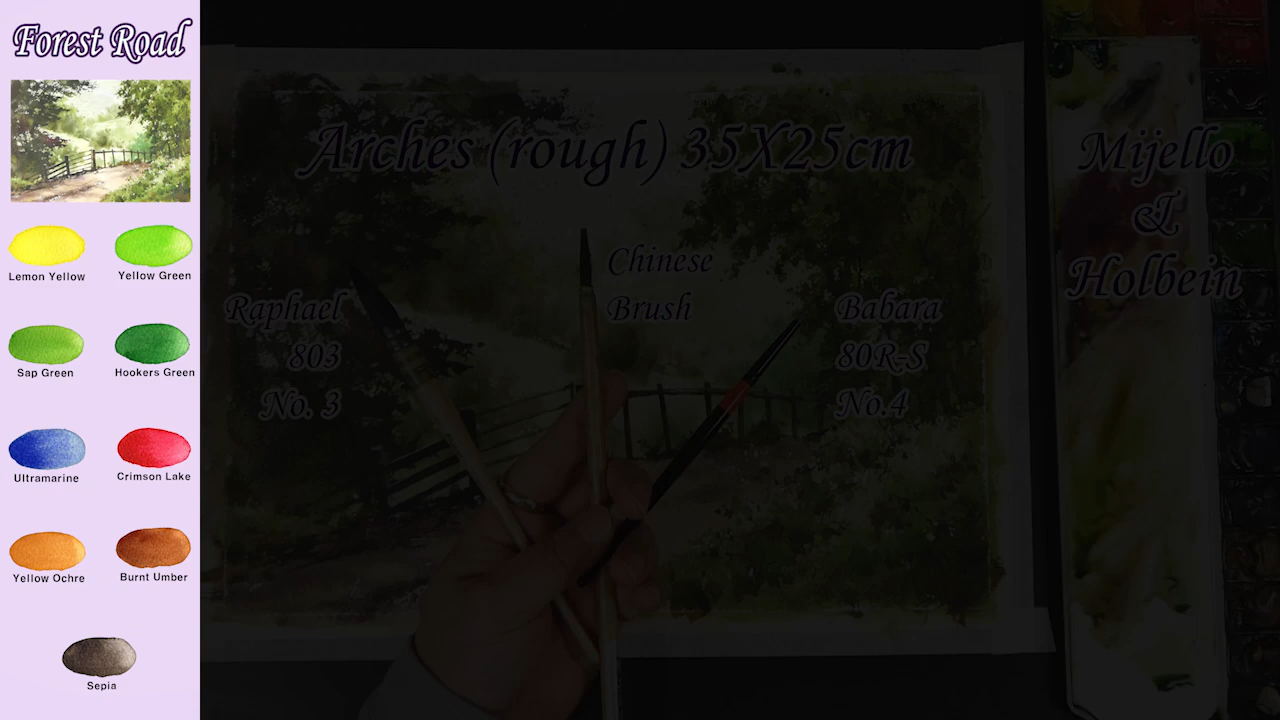 Forest Road
Lemon Yellow
Yellow Green
Sap Green
Hookers Green
Ultramarine
Crimson Lake
Yellow Ochre
Burnt Umber
Sepia
Arches (rough) 35X25cm
Raphael
803
No. 3
Chinese
Brush
Babara
80R-S
No.4
Mijello
&
Holbein